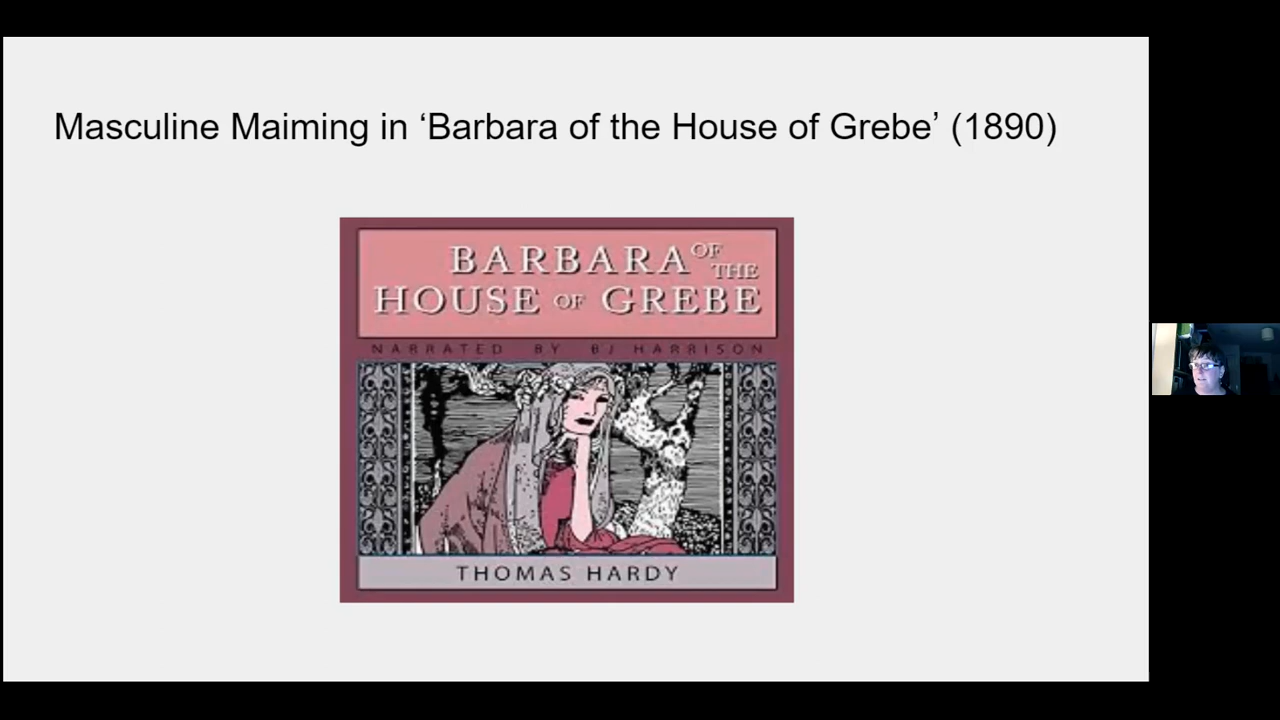 Masculine Maiming in ‘Barbara of the House of Grebe’ (1890)
BARBARA OF THE
HOUSE OF GREBE
NARRATED BY BJ HARRISON
THOMAS HARDY